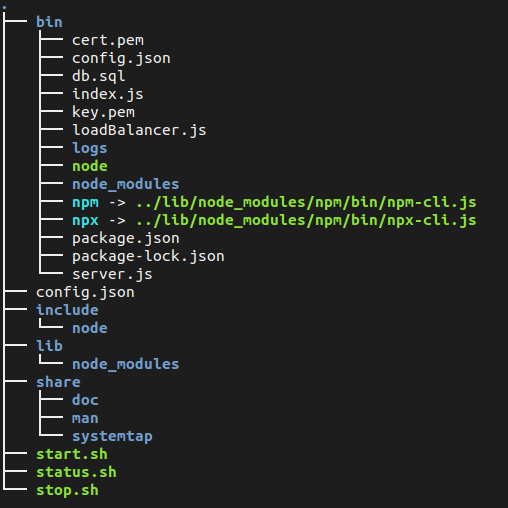 .
├── bin
│   ├── cert.pem
│   ├── config.json
│   ├── db.sql
│   ├── index.js
│   ├── key.pem
│   ├── loadBalancer.js
│   ├── logs
│   ├── node
│   ├── node_modules
│   ├── npm -> ../lib/node_modules/npm/bin/npm-cli.js
│   ├── npx -> ../lib/node_modules/npm/bin/npx-cli.js
│   ├── package.json
│   ├── package-lock.json
│   └── server.js
├── config.json
├── include
│   └── node
├── lib
│   └── node_modules
├── share
│   ├── doc
│   ├── man
│   └── systemtap
├── start.sh
├── status.sh
└── stop.sh